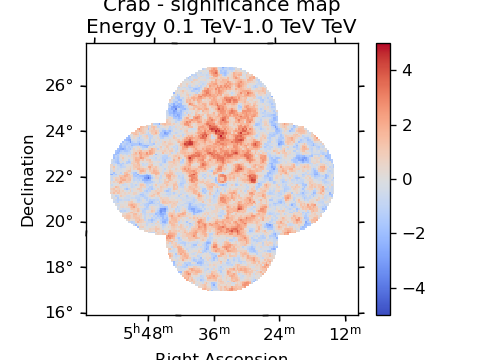 Crab - significance map
Energy 0.1 TeV-1.0 TeV TeV
26°
24°
22°
20°
18°
16°
Declination
5ʰ48ᵐ 36ᵐ 24ᵐ 12ᵐ
Right Ascension
4
2
0
−2
−4